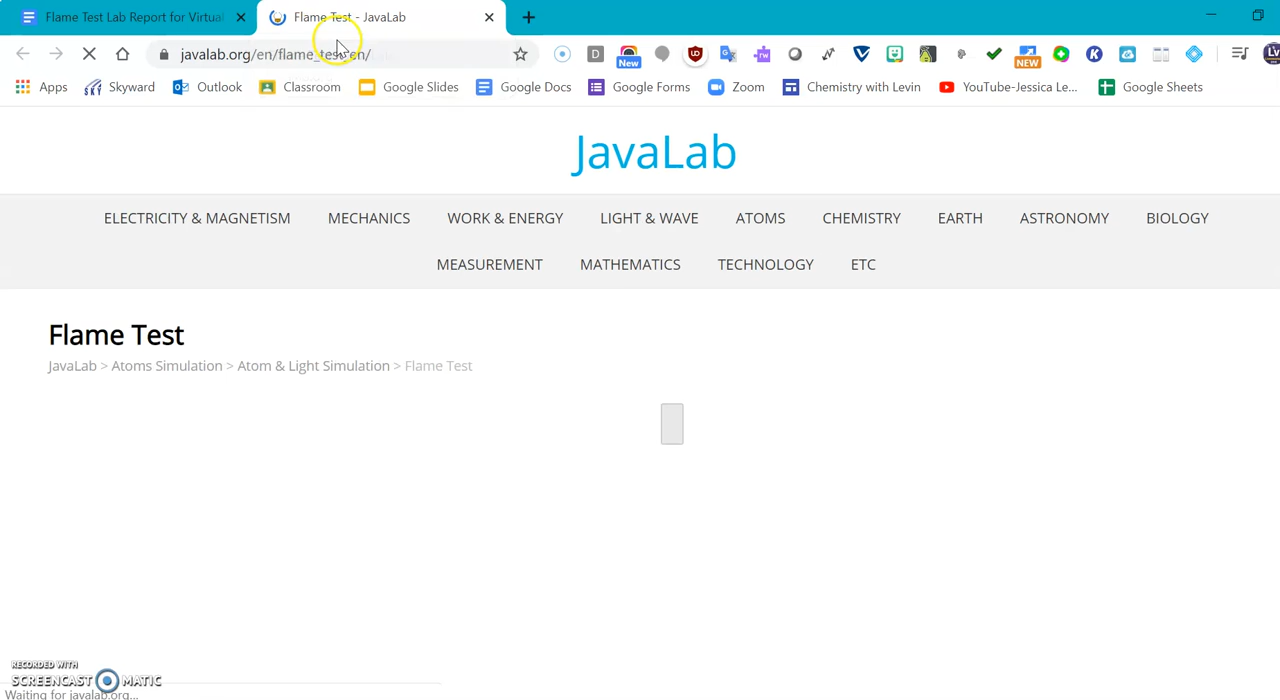 Flame Test Lab Report for Virtual
Flame Test - JavaLab
javalab.org/en/flame_test_en/
New
NEW
Apps
Skyward
Outlook
Classroom
Google Slides
Google Docs
Google Forms
Zoom
Chemistry with Levin
YouTube-Jessica Le...
Google Sheets
JavaLab
ELECTRICITY & MAGNETISM MECHANICS WORK & ENERGY LIGHT & WAVE ATOMS CHEMISTRY EARTH ASTRONOMY BIOLOGY
MEASUREMENT MATHEMATICS TECHNOLOGY ETC
Flame Test
JavaLab > Atoms Simulation > Atom & Light Simulation > Flame Test
RECORDED WITH
SCREENCAST MATIC
Waiting for javalab.org...